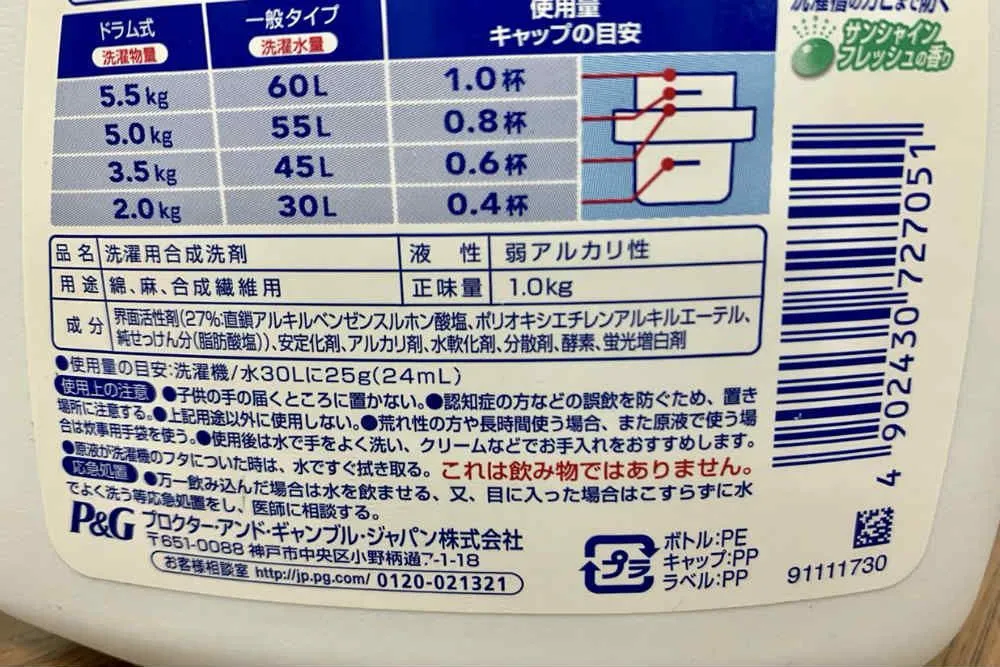 ドラム式 洗濯物量
一般タイプ 洗濯水量
使用量
キャップの目安
5.5kg 60L 1.0杯
5.0kg 55L 0.8杯
3.5kg 45L 0.6杯
2.0kg 30L 0.4杯
サンシャイン
フレッシュの香り
品名 洗濯用合成洗剤 液性 弱アルカリ性
用途 綿、麻、合成繊維用 正味量 1.0kg
成分 界面活性剤(27%:直鎖アルキルベンゼンスルホン酸塩、ポリオキシエチレンアルキルエーテル、
純せっけん分(脂肪酸塩))、安定化剤、アルカリ剤、水軟化剤、分散剤、酵素、蛍光増白剤
●使用量の目安:洗濯機/水30Lに25g(24mL)
使用上の注意 ●子供の手の届くところに置かない。●認知症の方などの誤飲を防ぐため、置き
場所に注意する。●上記用途以外に使用しない。●荒れ性の方や長時間使う場合、また原液で使う場
合は炊事用手袋を使う。●使用後は水で手をよく洗い、クリームなどでお手入れをおすすめします。
●原液が洗濯機のフタについた時は、水ですぐ拭き取る。これは飲み物ではありません。
応急処置 ●万一飲み込んだ場合は水を飲ませる、又、目に入った場合はこすらずに水
でよく洗う等応急処置をし、医師に相談する。
P&G プロクター・アンド・ギャンブル・ジャパン株式会社
〒651-0088 神戸市中央区小野柄通7-1-18
お客様相談室 http://jp.pg.com/ 0120-021321
プラ
ボトル:PE
キャップ:PP
ラベル:PP
4 902430 727051
91111730